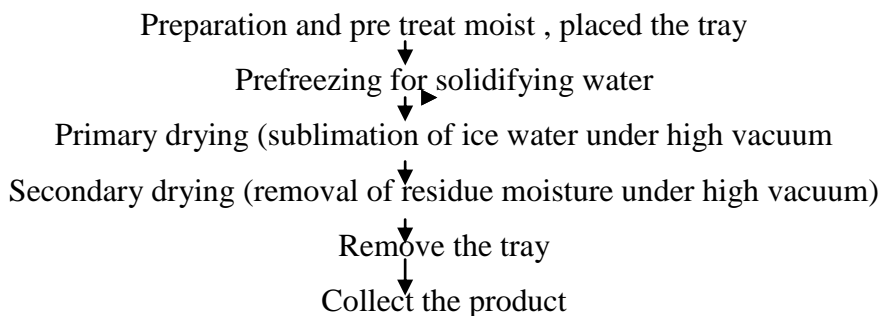 Preparation and pre treat moist , placed the tray
Prefreezing for solidifying water
Primary drying (sublimation of ice water under high vacuum
Secondary drying (removal of residue moisture under high vacuum)
Remove the tray
Collect the product